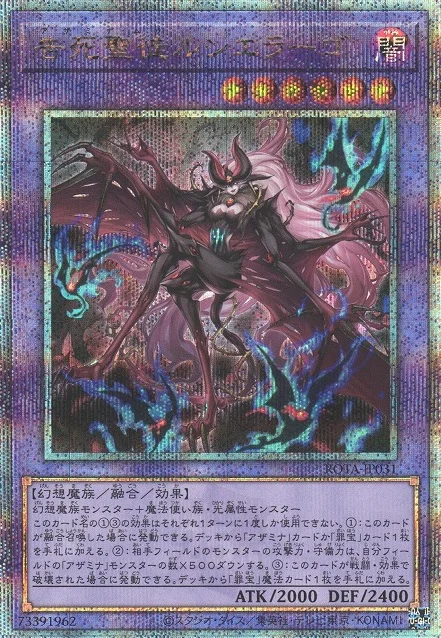 闇
ROTA-JP031
【幻想魔族／融合／効果】
幻想魔族モンスター＋魔法使い族・光属性モンスター
このカード名の①③の効果はそれぞれ1ターンに1度しか使用できない。①：このカード
が融合召喚した場合に発動できる。デッキから「アザミナ」カードか「罪宝」カード1枚
を手札に加える。②：相手フィールドのモンスターの攻撃力・守備力は、自分フィー
ルドの「アザミナ」モンスターの数×500ダウンする。③：このカードが戦闘・効果で
破壊された場合に発動できる。デッキから「罪宝」魔法カード1枚を手札に加える。
ATK/2000 DEF/2400
73391962 ©スタジオ・ダイス／集英社・テレビ東京・KONAMI